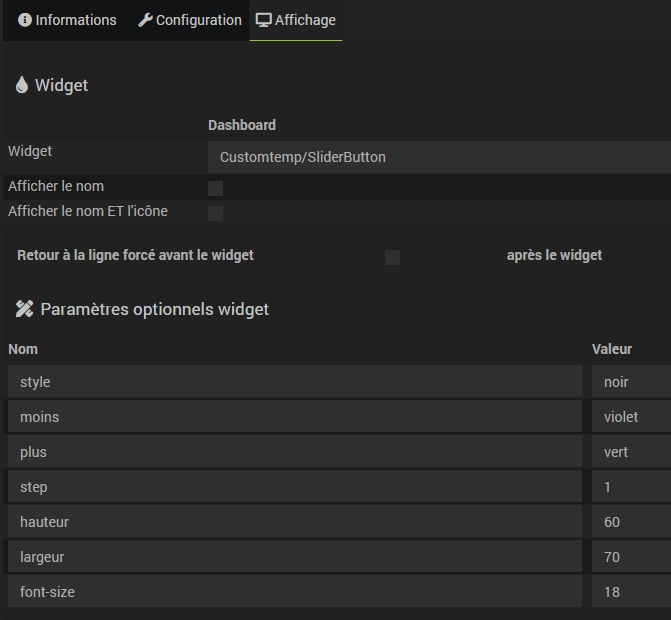 Informations Configuration Affichage
Widget
Dashboard
Widget Customtemp/SliderButton
Afficher le nom
Afficher le nom ET l'icône
Retour à la ligne forcé avant le widget après le widget
Paramètres optionnels widget
Nom Valeur
style noir
moins violet
plus vert
step 1
hauteur 60
largeur 70
font-size 18